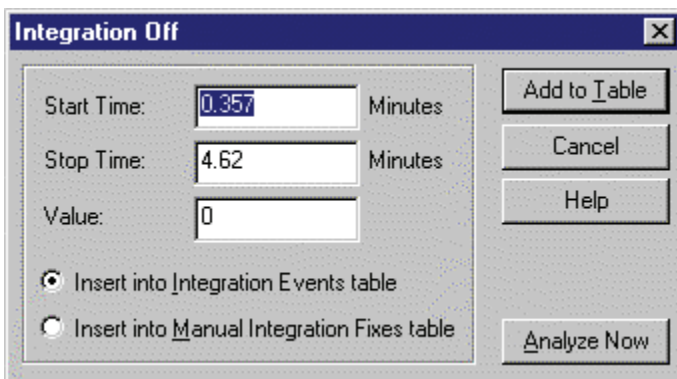 Integration Off
Start Time: 0.357 Minutes
Add to Table
Stop Time: 4.62 Minutes
Cancel
Value: 0
Help
Insert into Integration Events table
Insert into Manual Integration Fixes table
Analyze Now